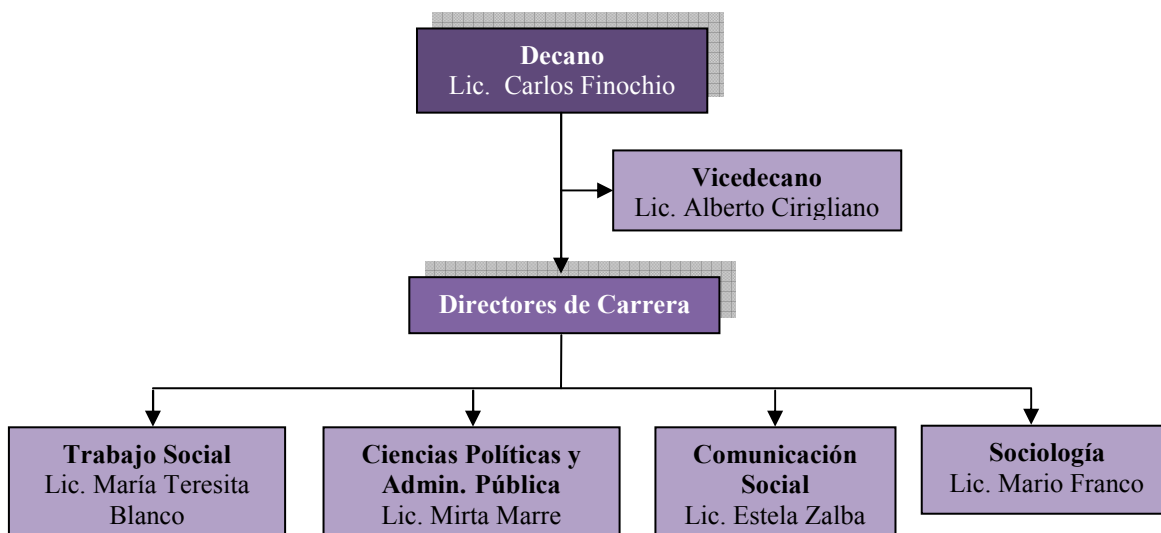 Decano
Lic. Carlos Finochio
Vicedecano
Lic. Alberto Cirigliano
Directores de Carrera
Trabajo Social
Lic. María Teresita
Blanco
Ciencias Políticas y
Admin. Pública
Lic. Mirta Marre
Comunicación
Social
Lic. Estela Zalba
Sociología
Lic. Mario Franco